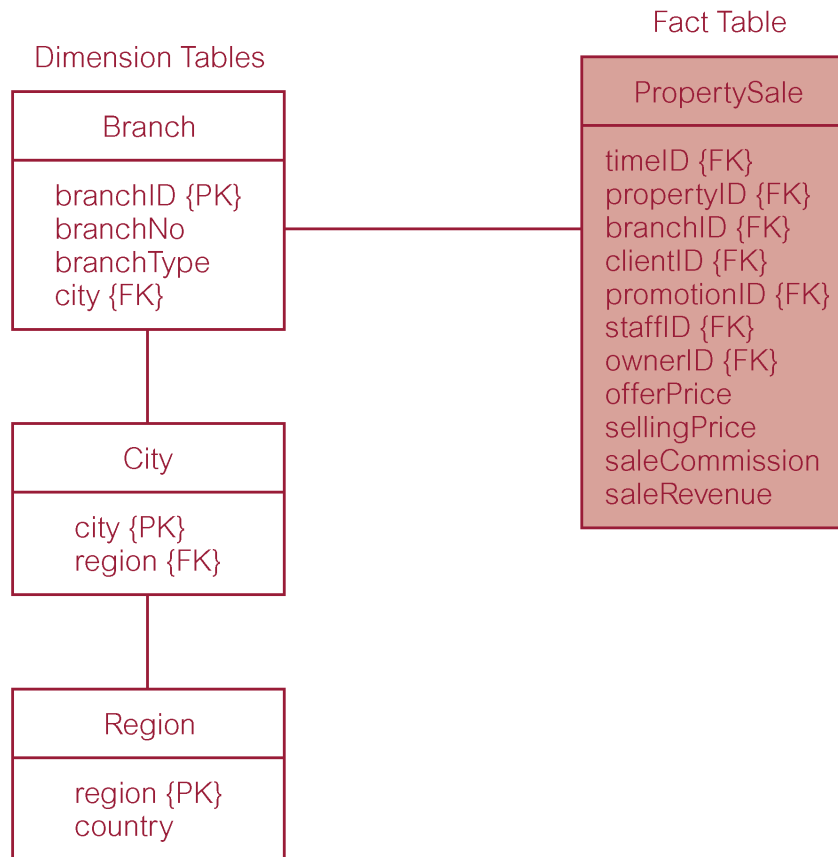 Dimension Tables
Branch
branchID {PK}
branchNo
branchType
city {FK}
City
city {PK}
region {FK}
Region
region {PK}
country
Fact Table
PropertySale
timeID {FK}
propertyID {FK}
branchID {FK}
clientID {FK}
promotionID {FK}
staffID {FK}
ownerID {FK}
offerPrice
sellingPrice
saleCommission
saleRevenue